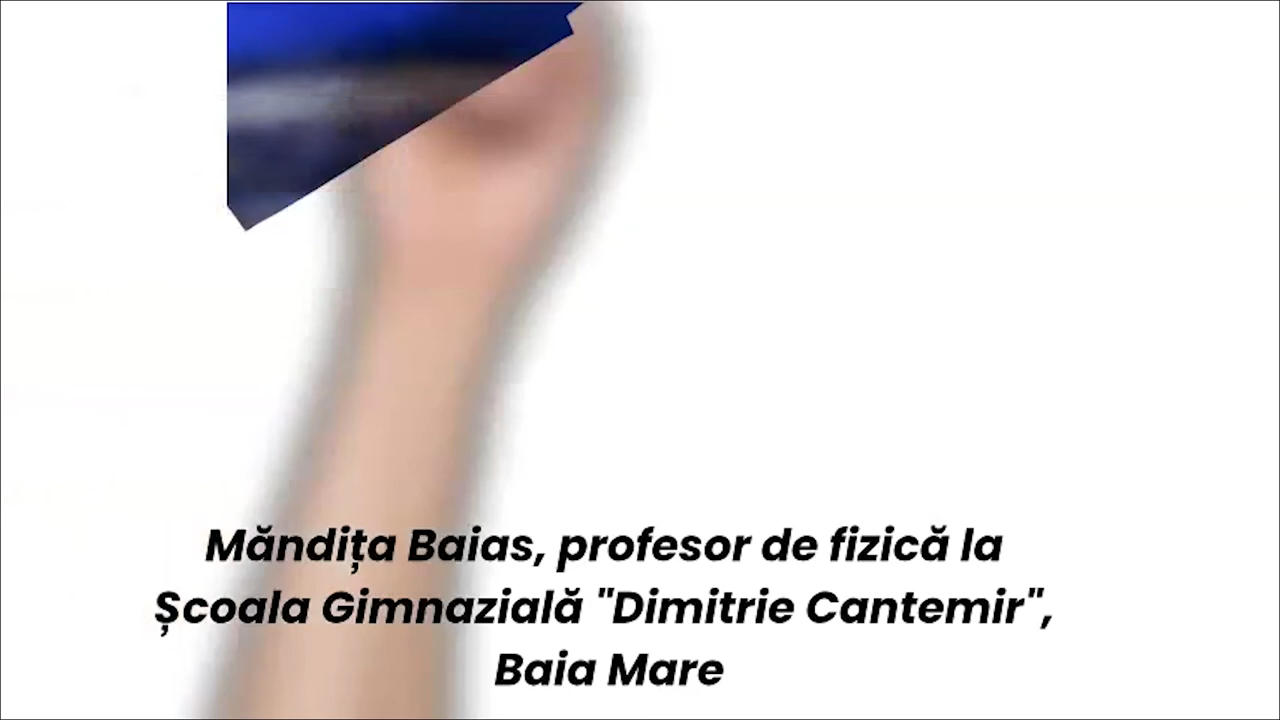 Măndița Baias, profesor de fizică la
Școala Gimnazială "Dimitrie Cantemir",
Baia Mare